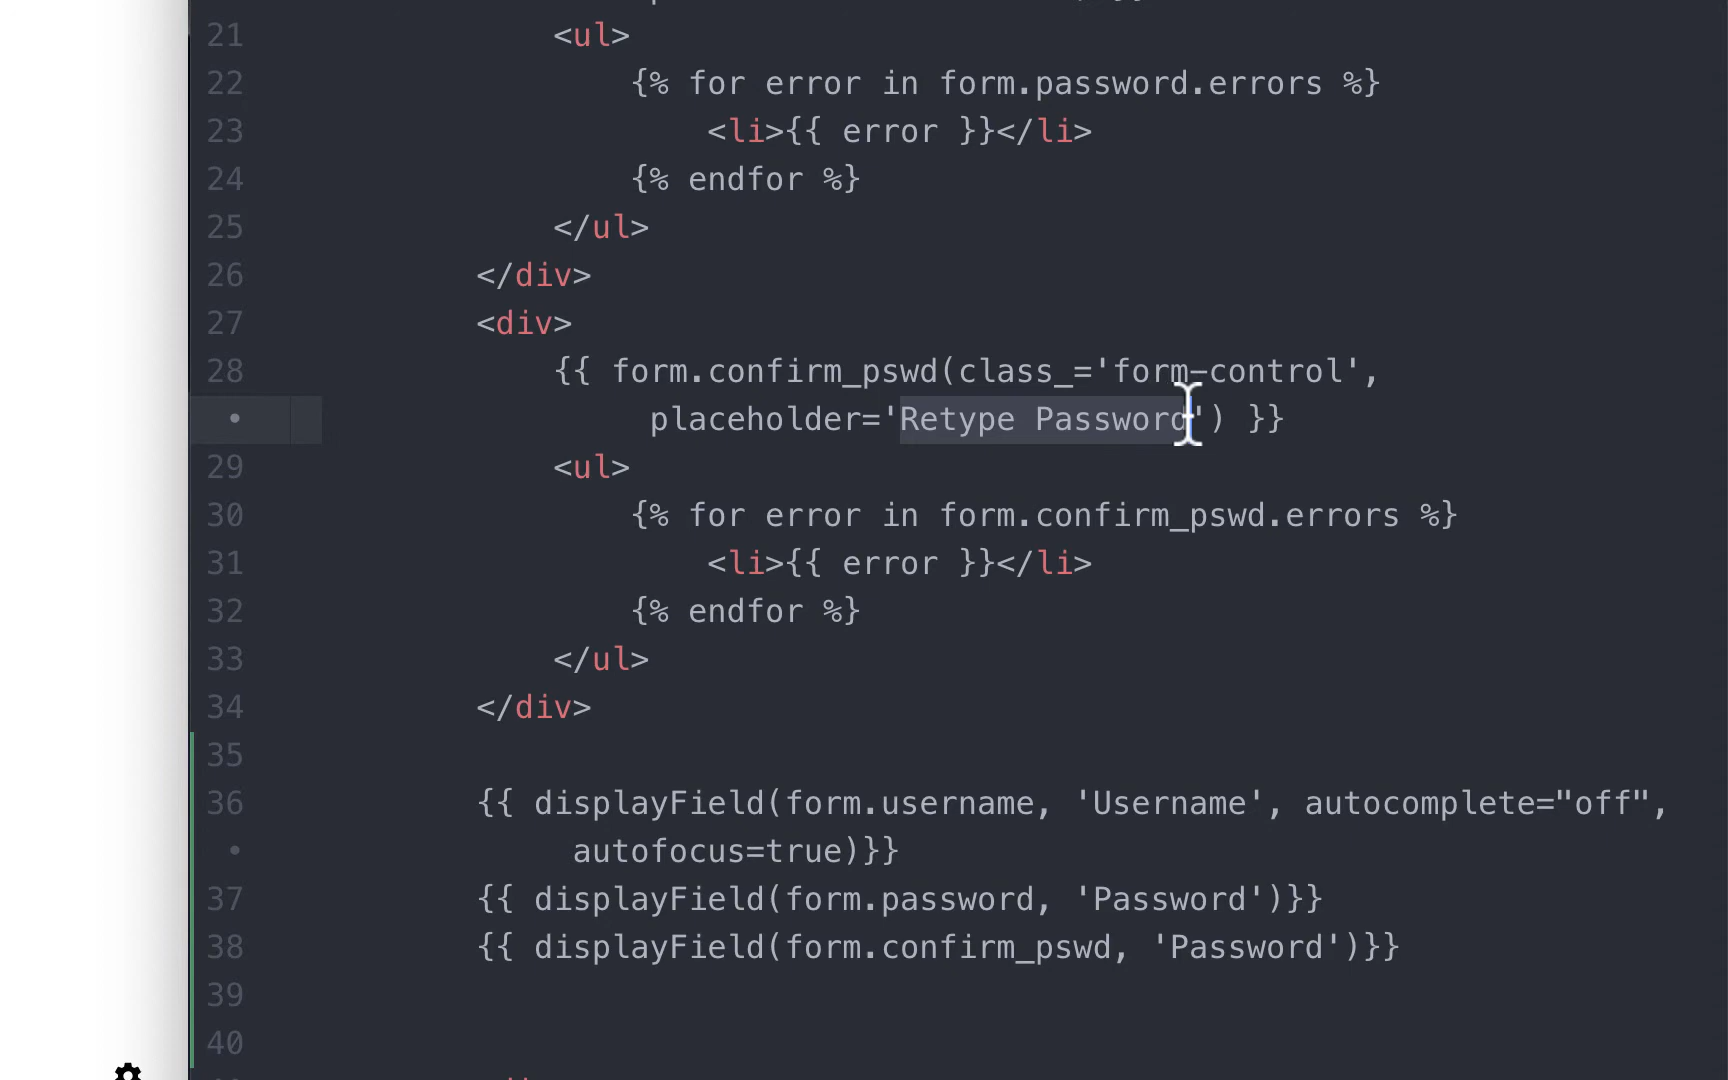 21 <ul>
22 {% for error in form.password.errors %}
23 <li>{{ error }}</li>
24 {% endfor %}
25 </ul>
26 </div>
27 <div>
28 {{ form.confirm_pswd(class_='form-control',
• placeholder='Retype Password') }}
29 <ul>
30 {% for error in form.confirm_pswd.errors %}
31 <li>{{ error }}</li>
32 {% endfor %}
33 </ul>
34 </div>
35
36 {{ displayField(form.username, 'Username', autocomplete="off",
• autofocus=true)}}
37 {{ displayField(form.password, 'Password')}}
38 {{ displayField(form.confirm_pswd, 'Password')}}
39
40